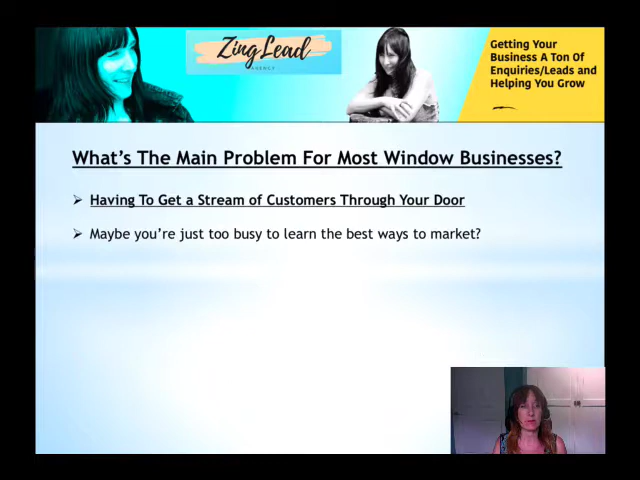 ZingLead
AGENCY
Getting Your
Business A Ton Of
Enquiries/Leads and
Helping You Grow
What's The Main Problem For Most Window Businesses?
Having To Get a Stream of Customers Through Your Door
Maybe you're just too busy to learn the best ways to market?